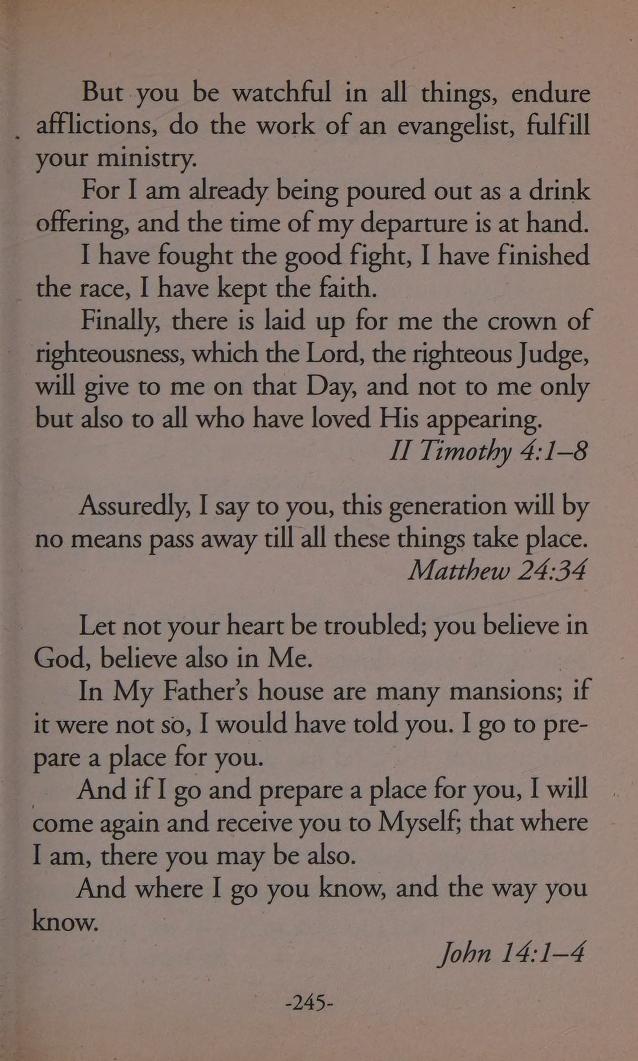 But you be watchful in all things, endure
afflictions, do the work of an evangelist, fulfill
your ministry.
For I am already being poured out as a drink
offering, and the time of my departure is at hand.
I have fought the good fight, I have finished
the race, I have kept the faith.
Finally, there is laid up for me the crown of
righteousness, which the Lord, the righteous Judge,
will give to me on that Day, and not to me only
but also to all who have loved His appearing.
II Timothy 4:1–8
Assuredly, I say to you, this generation will by
no means pass away till all these things take place.
Matthew 24:34
Let not your heart be troubled; you believe in
God, believe also in Me.
In My Father's house are many mansions; if
it were not so, I would have told you. I go to pre-
pare a place for you.
And if I go and prepare a place for you, I will
come again and receive you to Myself; that where
I am, there you may be also.
And where I go you know, and the way you
know.
John 14:1–4
-245-